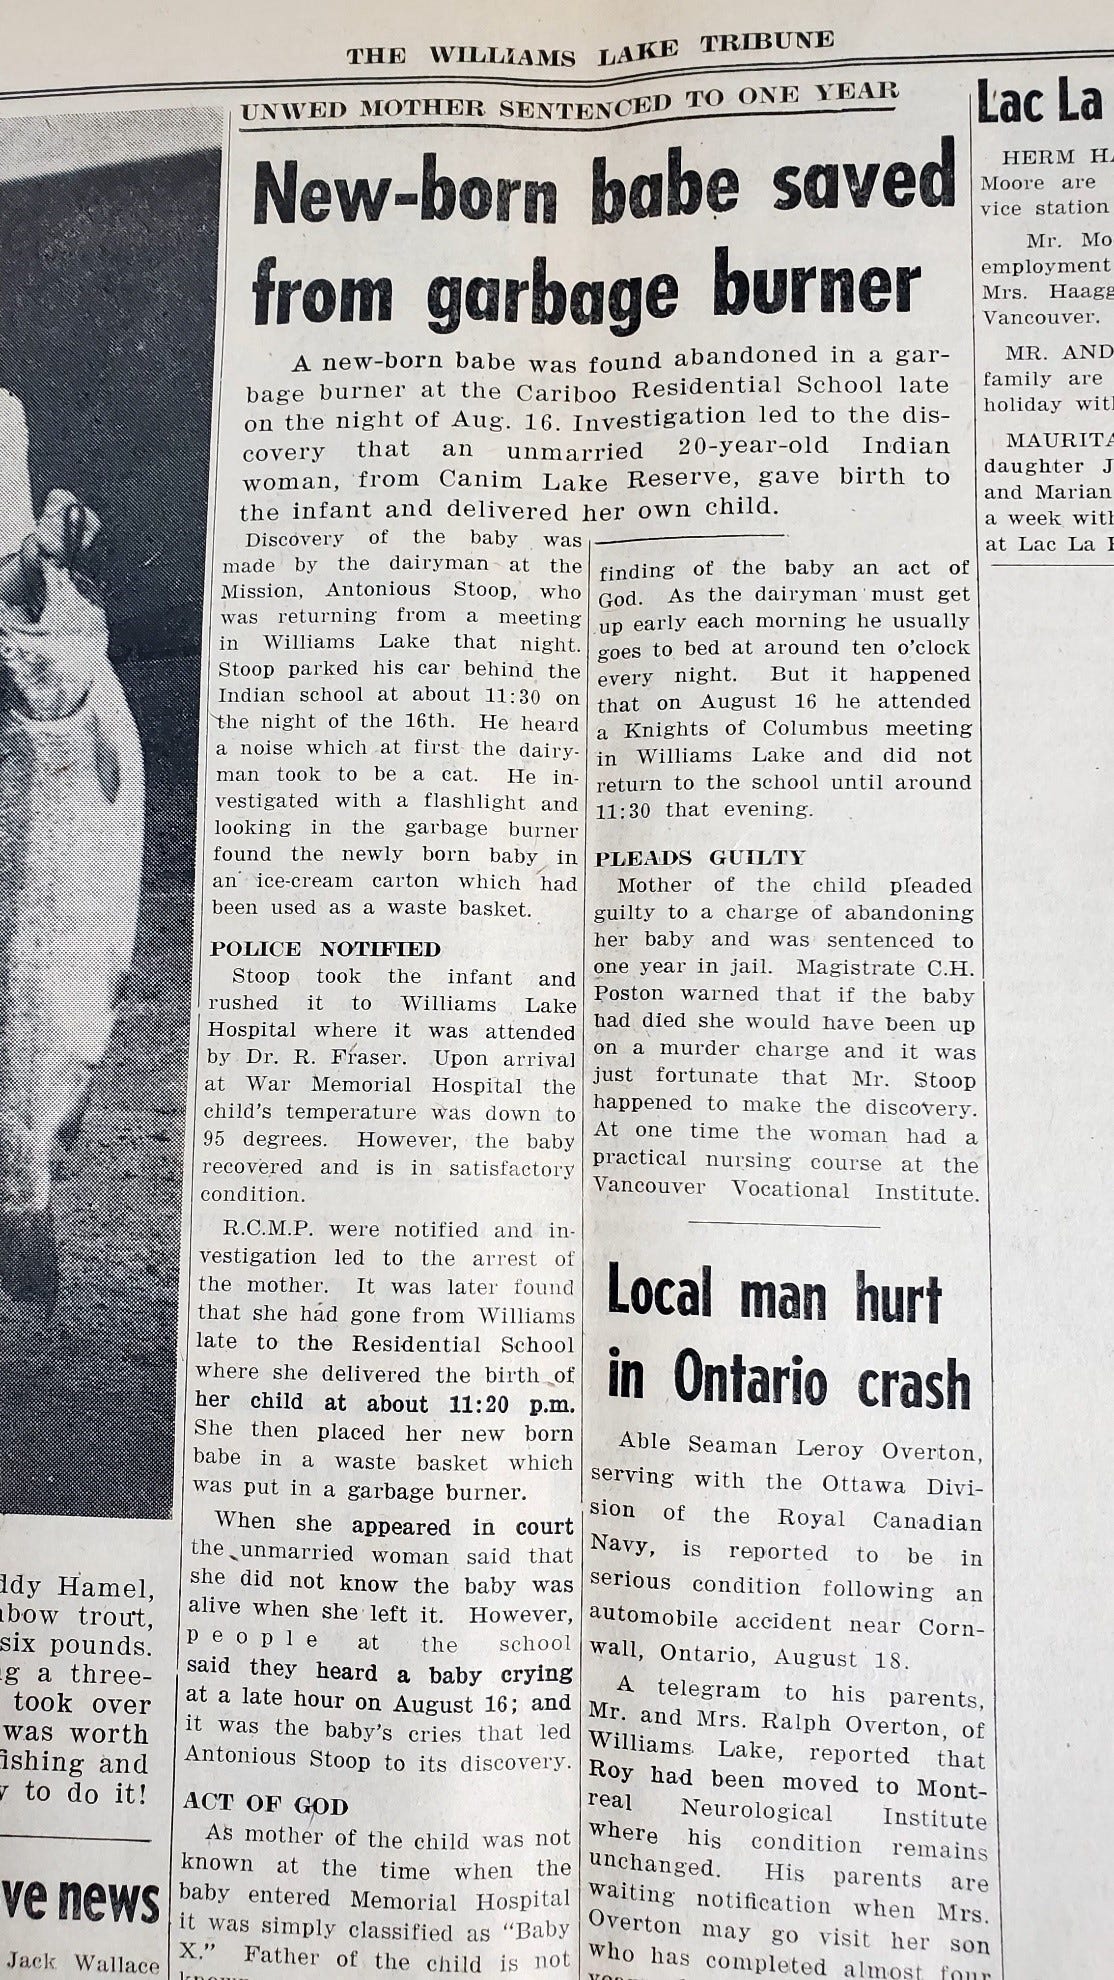 THE WILLIAMS LAKE TRIBUNE
UNWED MOTHER SENTENCED TO ONE YEAR
New-born babe saved
from garbage burner
A new-born babe was found abandoned in a gar-
bage burner at the Cariboo Residential School late
on the night of Aug. 16. Investigation led to the dis-
covery that an unmarried 20-year-old Indian
woman, from Canim Lake Reserve, gave birth to
the infant and delivered her own child.
Discovery of the baby was
made by the dairyman at the
Mission, Antonious Stoop, who
was returning from a meeting
in Williams Lake that night.
Stoop parked his car behind the
Indian school at about 11:30 on
the night of the 16th. He heard
a noise which at first the dairy-
man took to be a cat. He in-
vestigated with a flashlight and
looking in the garbage burner
found the newly born baby in
an ice-cream carton which had
been used as a waste basket.
POLICE NOTIFIED
Stoop took the infant and
rushed it to Williams Lake
Hospital where it was attended
by Dr. R. Fraser. Upon arrival
at War Memorial Hospital the
child's temperature was down to
95 degrees. However, the baby
recovered and is in satisfactory
condition.
R.C.M.P. were notified and in-
vestigation led to the arrest of
the mother. It was later found
that she had gone from Williams
late to the Residential School
where she delivered the birth of
her child at about 11:20 p.m.
She then placed her new born
babe in a waste basket which
was put in a garbage burner.
When she appeared in court
the unmarried woman said that
she did not know the baby was
alive when she left it. However,
people at the school
said they heard a baby crying
at a late hour on August 16; and
it was the baby's cries that led
Antonious Stoop to its discovery.
ACT OF GOD
As mother of the child was not
known at the time when the
baby entered Memorial Hospital
it was simply classified as "Baby
X." Father of the child is not
finding of the baby an act of
God. As the dairyman must get
up early each morning he usually
goes to bed at around ten o'clock
every night. But it happened
that on August 16 he attended
a Knights of Columbus meeting
in Williams Lake and did not
return to the school until around
11:30 that evening.
PLEADS GUILTY
Mother of the child pleaded
guilty to a charge of abandoning
her baby and was sentenced to
one year in jail. Magistrate C.H.
Poston warned that if the baby
had died she would have been up
on a murder charge and it was
just fortunate that Mr. Stoop
happened to make the discovery.
At one time the woman had a
practical nursing course at the
Vancouver Vocational Institute.
Local man hurt
in Ontario crash
Able Seaman Leroy Overton,
serving with the Ottawa Divi-
sion of the Royal Canadian
Navy, is reported to be in
serious condition following an
automobile accident near Corn-
wall, Ontario, August 18.
A telegram to his parents,
Mr. and Mrs. Ralph Overton, of
Williams Lake, reported that
Roy had been moved to Mont-
real Neurological Institute
where his condition remains
unchanged. His parents are
waiting notification when Mrs.
Overton may go visit her son
who has completed almost four
Lac La
HERM
Moore are
vice station
Mr. Mo
employment
Mrs. Haagg
Vancouver.
MR. AND
family are
holiday with
MAURITA
daughter J
and Marian
a week with
at Lac La
ddy Hamel,
bow trout,
six pounds.
g a three-
took over
was worth
fishing and
to do it!
ve news
Jack Wallace